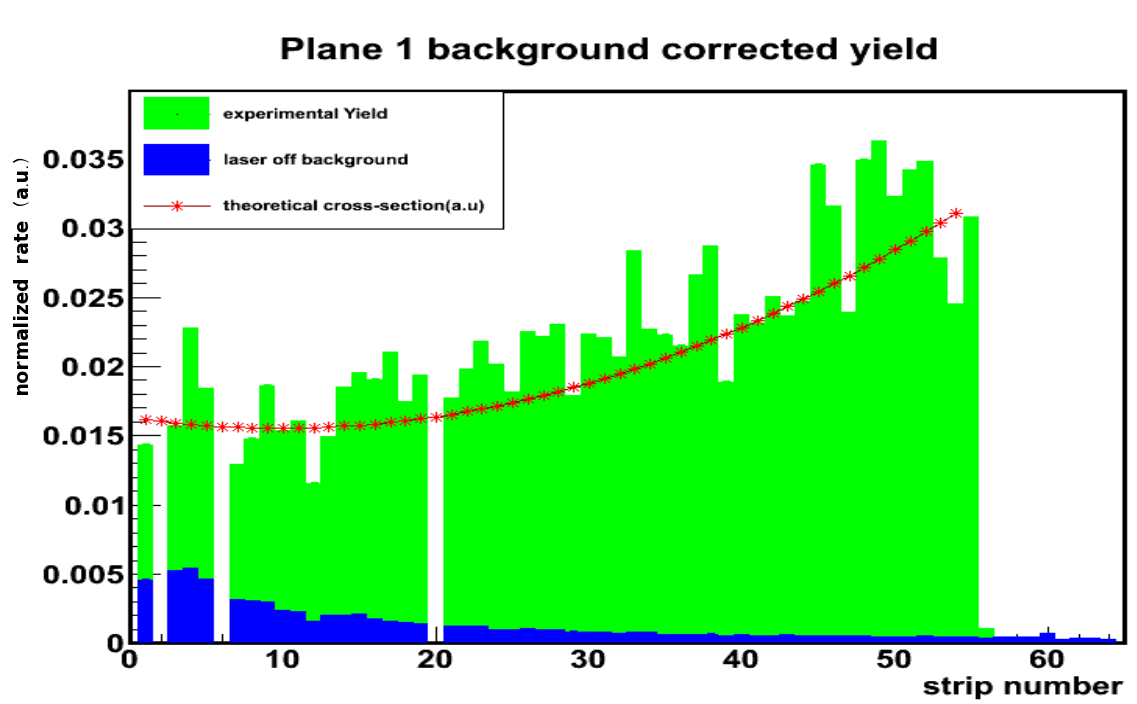 Plane 1 background corrected yield
experimental Yield
laser off background
theoretical cross-section(a.u)
normalized rate (a.u.)
0.035
0.03
0.025
0.02
0.015
0.01
0.005
0
0 10 20 30 40 50 60
strip number